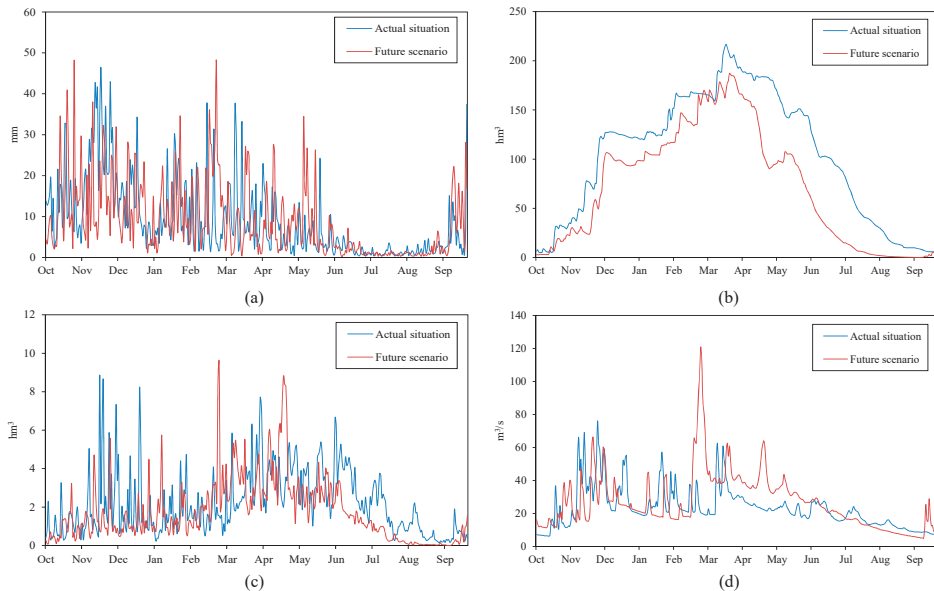 60
50
40
30
20
10
0
mm
Actual situation
Future scenario
Oct Nov Dec Jan Feb Mar Apr May Jun Jul Aug Sep
(a)
250
200
150
100
50
0
hm³
Actual situation
Future scenario
Oct Nov Dec Jan Feb Mar Apr May Jun Jul Aug Sep
(b)
12
10
8
6
4
2
0
hm³
Actual situation
Future scenario
Oct Nov Dec Jan Feb Mar Apr May Jun Jul Aug Sep
(c)
140
120
100
80
60
40
20
0
m³/s
Actual situation
Future scenario
Oct Nov Dec Jan Feb Mar Apr May Jun Jul Aug Sep
(d)